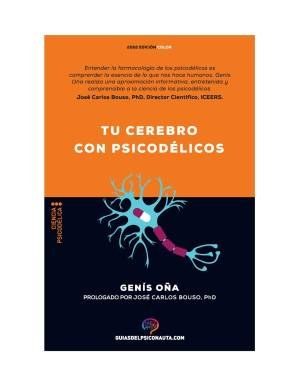 2022 EDICIÓN COLOR
Entender la farmacología de los psicodélicos es
comprender la esencia de lo que nos hace humanos. Genís
Oña realiza una aproximación informativa, entretenida y
comprensible a la ciencia de los psicodélicos.
José Carlos Bouso, PhD, Director Científico, ICEERS.
TU CEREBRO
CON PSICODÉLICOS
CIENCIA
PSICODÉLICA
GENÍS OÑA
PROLOGADO POR JOSÉ CARLOS BOUSO, PhD
GUIASDELPSICONAUTA.COM